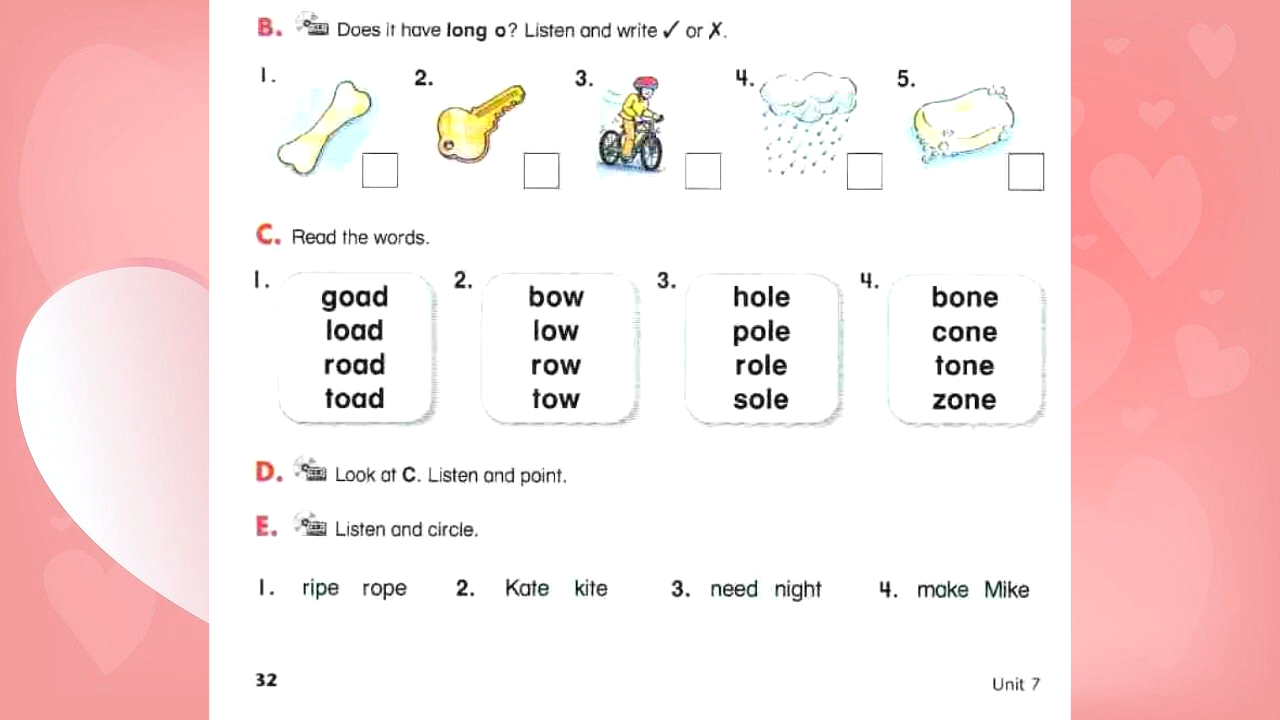 B. Does it have long o? Listen and write ✓ or ✗.
1. 2. 3. 4. 5.
C. Read the words.
1. 2. 3. 4.
goad bow hole bone
load low pole cone
road row role tone
toad tow sole zone
D. Look at C. Listen and point.
E. Listen and circle.
1. ripe rope 2. Kate kite 3. need night 4. make Mike
32 Unit 7